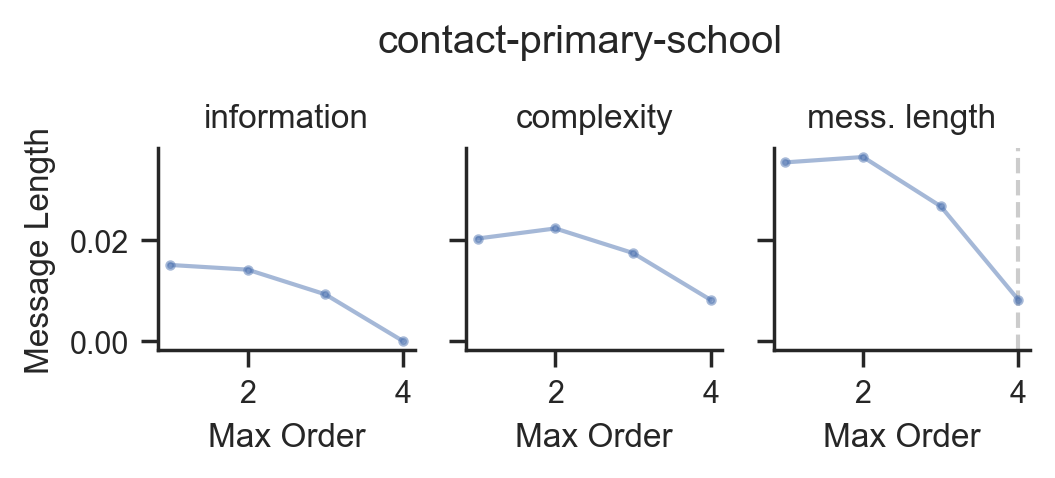 contact-primary-school
information complexity mess. length
Message Length
0.02
0.00
2 4 2 4 2 4
Max Order Max Order Max Order